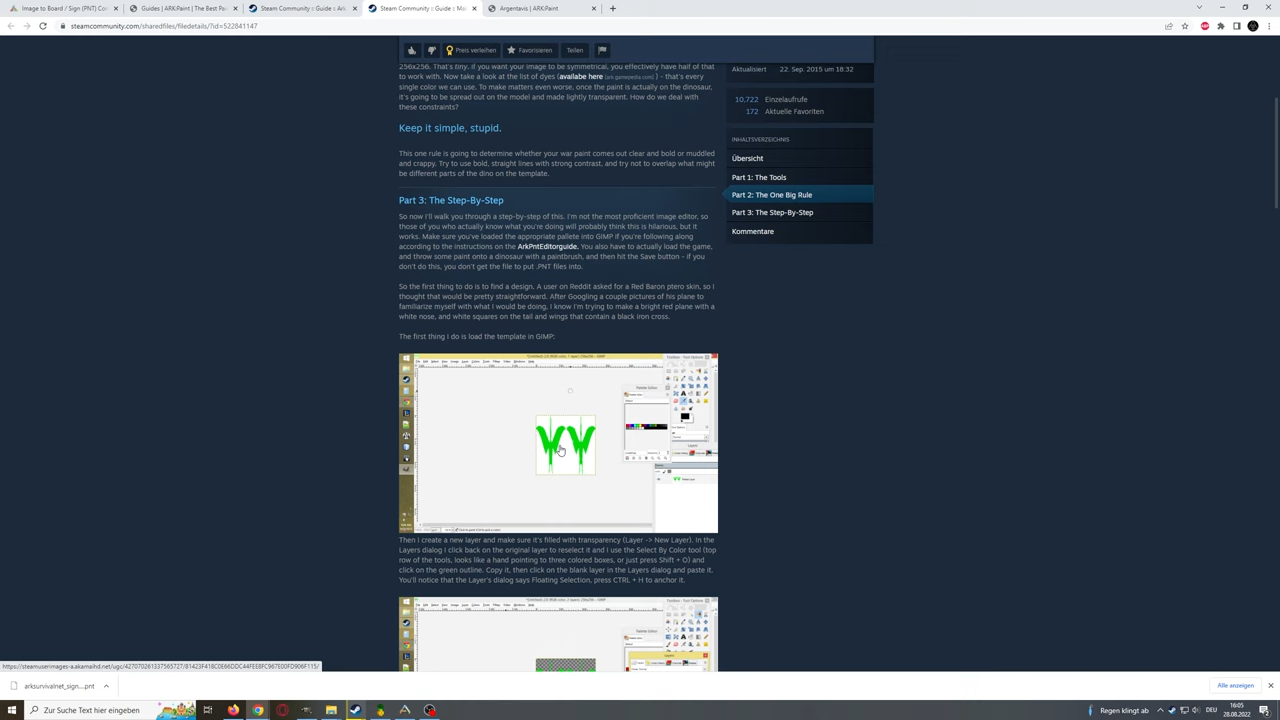 Image to Board / Sign (PNT) Con
Guides | ARK:Paint | The Best Pa
Steam Community :: Guide :: Ark
Steam Community :: Guide :: Ma
Argentavis | ARK:Paint
steamcommunity.com/sharedfiles/filedetails/?id=522841147
Preis verleihen
Favorisieren
Teilen
256x256. That's tiny. if you want your image to be symmetrical, you effectively have half of that
to work with. Now take a look at the list of dyes (availabe here [ark.gamepedia.com] ) - that's every
single color we can use. To make matters even worse, once the paint is actually on the dinosaur,
it's going to be spread out on the model and made lightly transparent. How do we deal with
these constraints?
Keep it simple, stupid.
This one rule is going to determine whether your war paint comes out clear and bold or muddled
and crappy. Try to use bold, straight lines with strong contrast, and try not to overlap what might
be different parts of the dino on the template.
Part 3: The Step-By-Step
So now I'll walk you through a step-by-step of this. I'm not the most proficient image editor, so
those of you who actually know what you're doing will probably think this is hilarious, but it
works. Make sure you've loaded the appropriate pallete into GIMP if you're following along
according to the instructions on the ArkPntEditorguide. You also have to actually load the game,
and throw some paint onto a dinosaur with a paintbrush, and then hit the Save button - if you
don't do this, you don't get the file to put .PNT files into.
So the first thing to do is to find a design. A user on Reddit asked for a Red Baron ptero skin, so I
thought that would be pretty straightforward. After Googling a couple pictures of his plane to
familiarize myself with what I would be doing. I know I'm trying to make a bright red plane with a
white nose, and white squares on the tail and wings that contain a black iron cross.
The first thing I do is load the template in GIMP:
Then I create a new layer and make sure it's filled with transparency (Layer -> New Layer). In the
Layers dialog I click back on the original layer to reselect it and I use the Select By Color tool (top
row of the tools, looks like a hand pointing to three colored boxes, or just press Shift + O) and
click on the green outline. Copy it, then click on the blank layer in the Layers dialog and paste it.
You'll notice that the Layer's dialog says Floating Selection, press CTRL + H to anchor it.
Aktualisiert 22. Sep. 2015 um 18:32
10,722 Einzelaufrufe
172 Aktuelle Favoriten
INHALTSVERZEICHNIS
Übersicht
Part 1: The Tools
Part 2: The One Big Rule
Part 3: The Step-By-Step
Kommentare
https://steamuserimages-a.akamaihd.net/ugc/427070261337565727/81423F418C0E66DDC44FEE8FC967E00FD906F115/
arksurvivalnet_sign....pnt
Alle anzeigen
Zur Suche Text hier eingeben
Regen klingt ab
DEU
16:05
28.08.2022